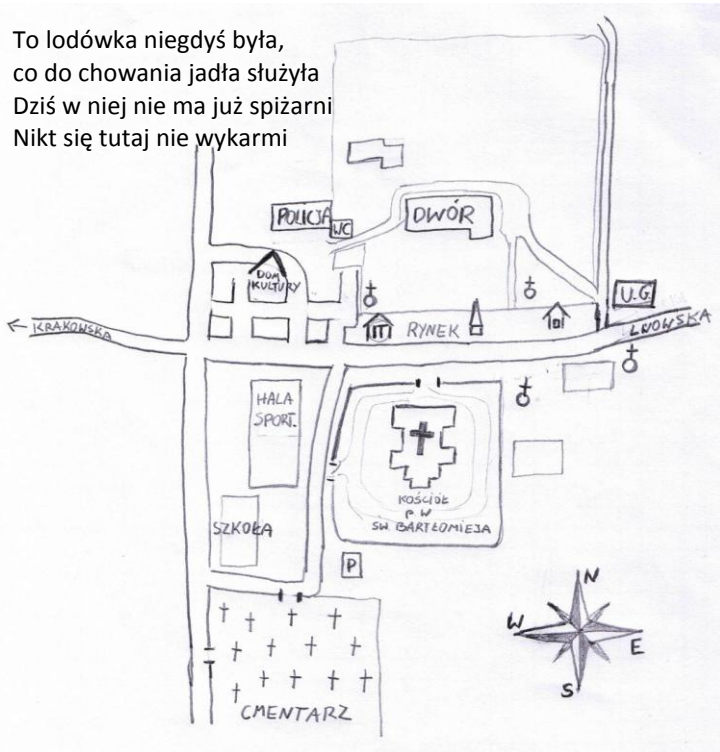 To lodówka niegdyś była,
co do chowania jadła służyła
Dziś w niej nie ma już spiżarni
Nikt się tutaj nie wykarmi
POLICJA
WC
DWÓR
DOM
KULTURY
U.G.
← KRAKOWSKA
IT
RYNEK
LWOWSKA
HALA
SPORT.
KOŚCIÓŁ
P.W
ŚW. BARTŁOMIEJA
SZKOŁA
P
N
W
E
S
CMENTARZ